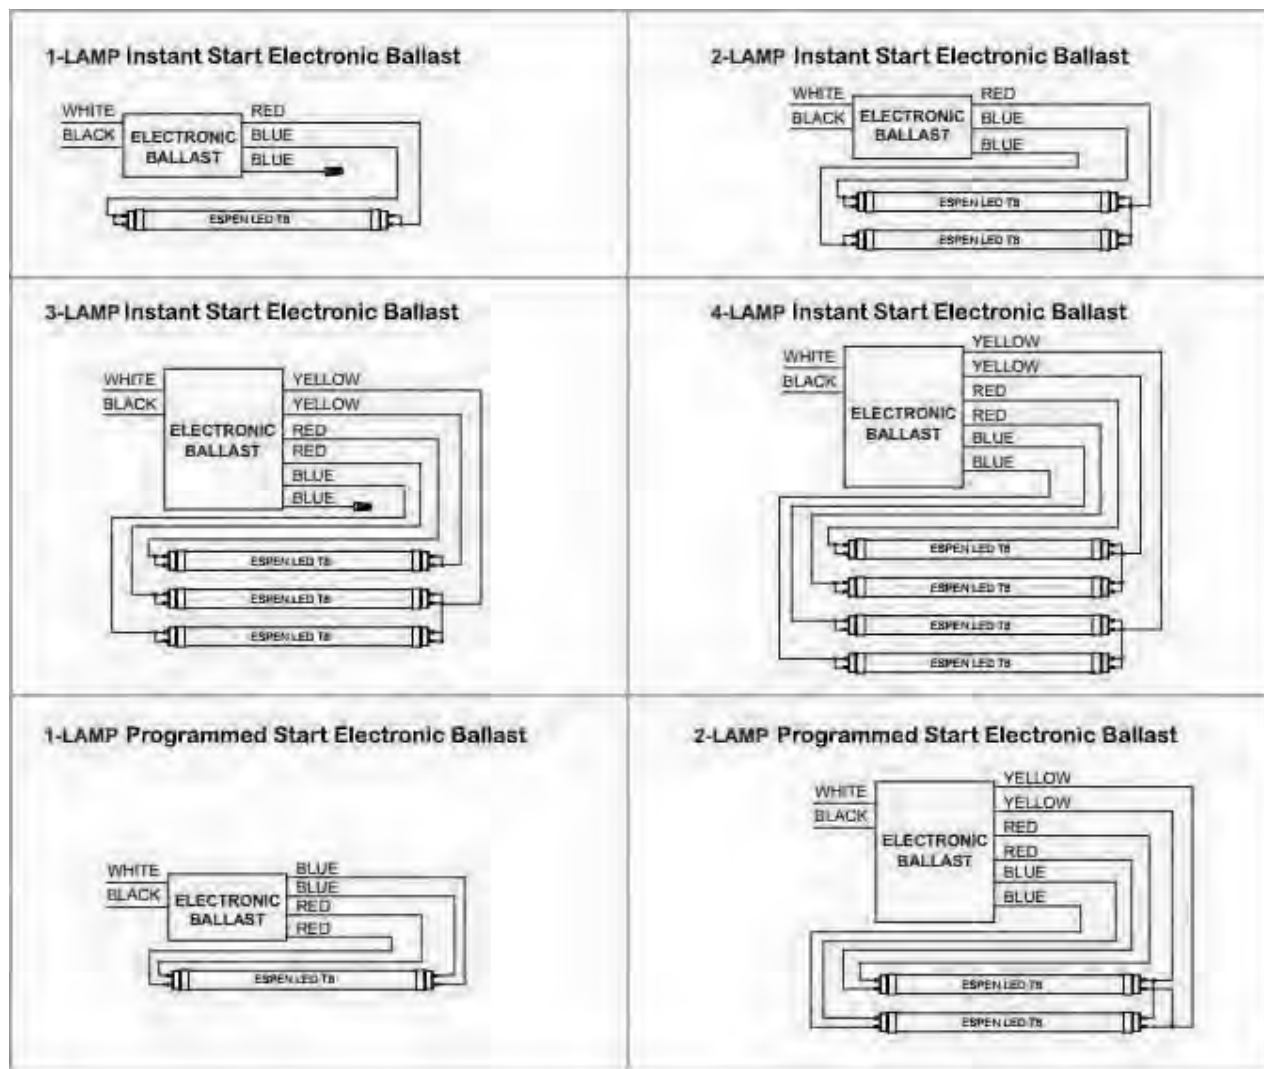 1-LAMP Instant Start Electronic Ballast
WHITE
BLACK
ELECTRONIC
BALLAST
RED
BLUE
BLUE
ESPEN LED T8
2-LAMP Instant Start Electronic Ballast
WHITE
BLACK
ELECTRONIC
BALLAST
RED
BLUE
BLUE
ESPEN LED T8
ESPEN LED T8
3-LAMP Instant Start Electronic Ballast
WHITE
BLACK
ELECTRONIC
BALLAST
YELLOW
YELLOW
RED
RED
BLUE
BLUE
ESPEN LED T8
ESPEN LED T8
ESPEN LED T8
4-LAMP Instant Start Electronic Ballast
WHITE
BLACK
ELECTRONIC
BALLAST
YELLOW
YELLOW
RED
RED
BLUE
BLUE
ESPEN LED T8
ESPEN LED T8
ESPEN LED T8
ESPEN LED T8
1-LAMP Programmed Start Electronic Ballast
WHITE
BLACK
ELECTRONIC
BALLAST
BLUE
BLUE
RED
RED
ESPEN LED T8
2-LAMP Programmed Start Electronic Ballast
WHITE
BLACK
ELECTRONIC
BALLAST
YELLOW
YELLOW
RED
RED
BLUE
BLUE
ESPEN LED T8
ESPEN LED T8